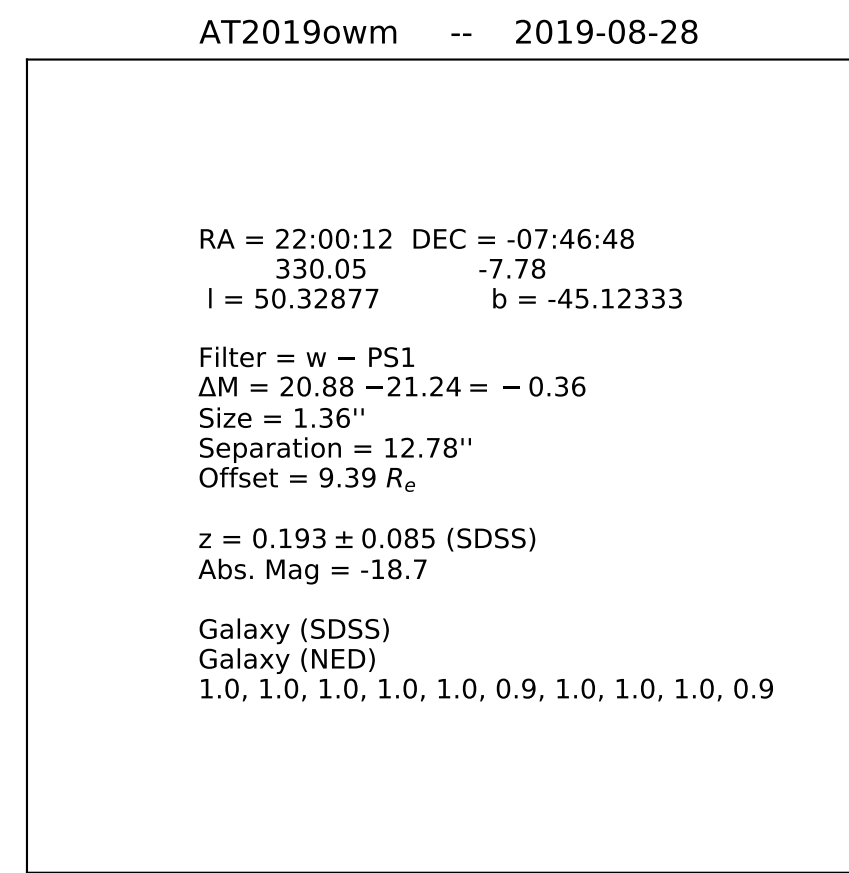 AT2019owm -- 2019-08-28
RA = 22:00:12 DEC = -07:46:48
330.05 -7.78
l = 50.32877 b = -45.12333
Filter = w − PS1
ΔM = 20.88 −21.24 = − 0.36
Size = 1.36''
Separation = 12.78''
Offset = 9.39 Rₑ
z = 0.193 ± 0.085 (SDSS)
Abs. Mag = -18.7
Galaxy (SDSS)
Galaxy (NED)
1.0, 1.0, 1.0, 1.0, 1.0, 0.9, 1.0, 1.0, 1.0, 0.9